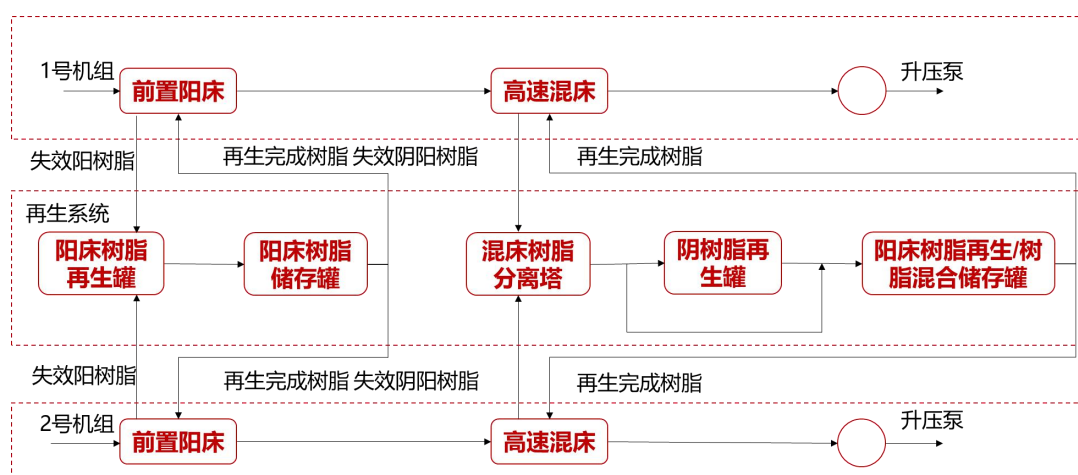 1号机组
前置阳床
高速混床
升压泵
失效阳树脂
再生完成树脂 失效阴阳树脂
再生完成树脂
再生系统
阳床树脂
再生罐
阳床树脂
储存罐
混床树脂
分离塔
阴树脂再
生罐
阳床树脂再生/树
脂混合储存罐
失效阳树脂
再生完成树脂 失效阴阳树脂
再生完成树脂
2号机组
前置阳床
高速混床
升压泵